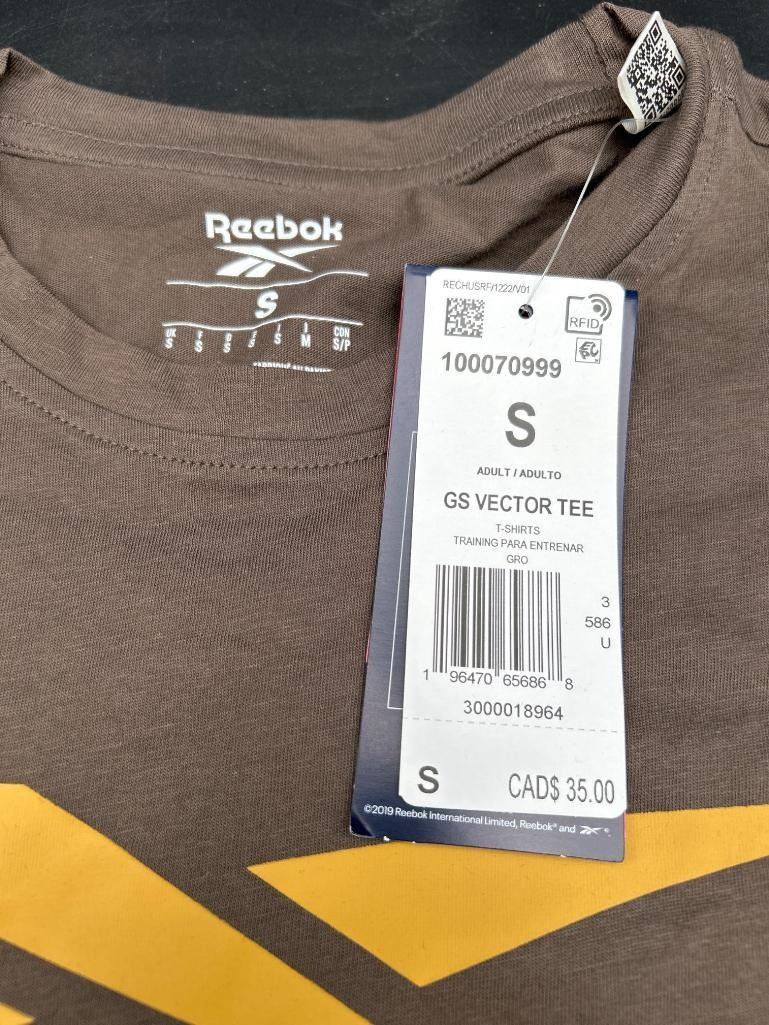 Reebok
S
UK F D E I I CON
S S S S S M S/P
RECHUSRF/1222/V01
RFID
100070999
S
ADULT / ADULTO
GS VECTOR TEE
T-SHIRTS
TRAINING PARA ENTRENAR
GRO
3
586
U
1 96470 65686 8
3000018964
S CAD$ 35.00
©2019 Reebok International Limited, Reebok® and ®.